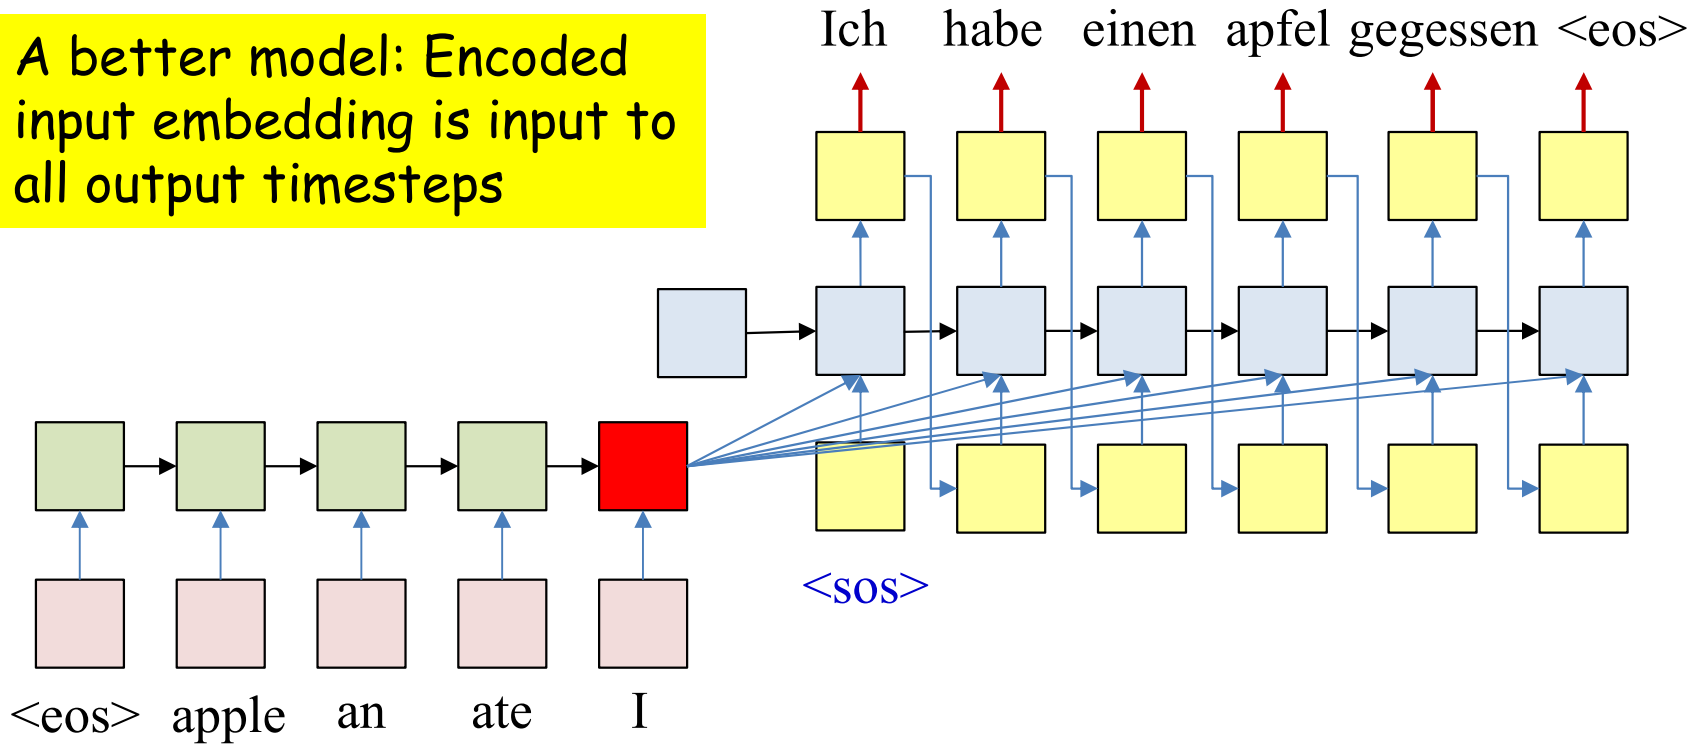 A better model: Encoded
input embedding is input to
all output timesteps
Ich habe einen apfel gegessen <eos>
<sos>
<eos> apple an ate I